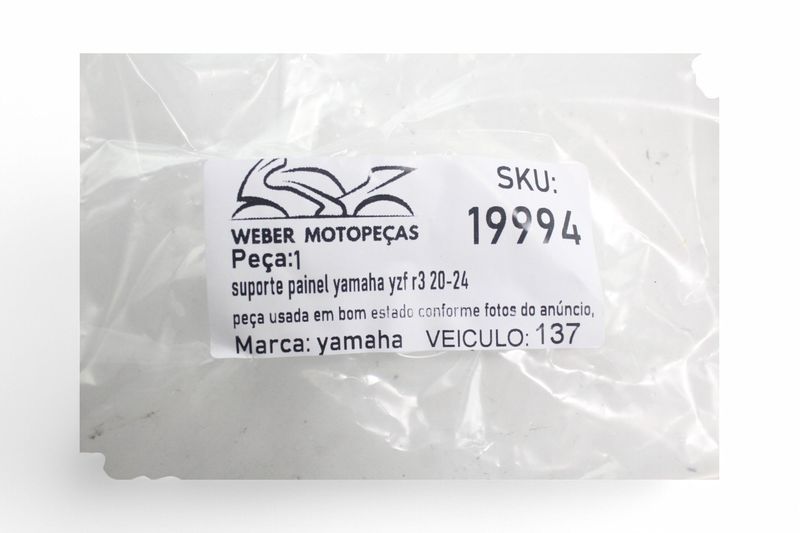 SKU:
19994
WEBER MOTOPEÇAS
Peça:1
suporte painel yamaha yzf r3 20-24
peça usada em bom estado conforme fotos do anúncio,
Marca: yamaha VEICULO: 137